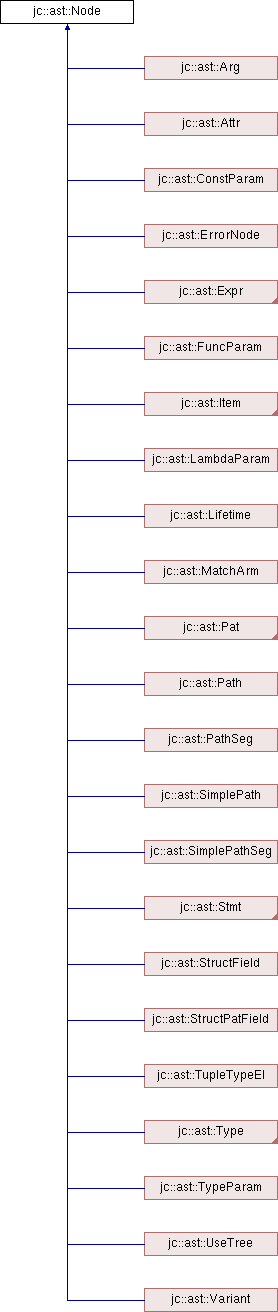 jc::ast::Node
jc::ast::Arg
jc::ast::Attr
jc::ast::ConstParam
jc::ast::ErrorNode
jc::ast::Expr
jc::ast::FuncParam
jc::ast::Item
jc::ast::LambdaParam
jc::ast::Lifetime
jc::ast::MatchArm
jc::ast::Pat
jc::ast::Path
jc::ast::PathSeg
jc::ast::SimplePath
jc::ast::SimplePathSeg
jc::ast::Stmt
jc::ast::StructField
jc::ast::StructPatField
jc::ast::TupleTypeEl
jc::ast::Type
jc::ast::TypeParam
jc::ast::UseTree
jc::ast::Variant